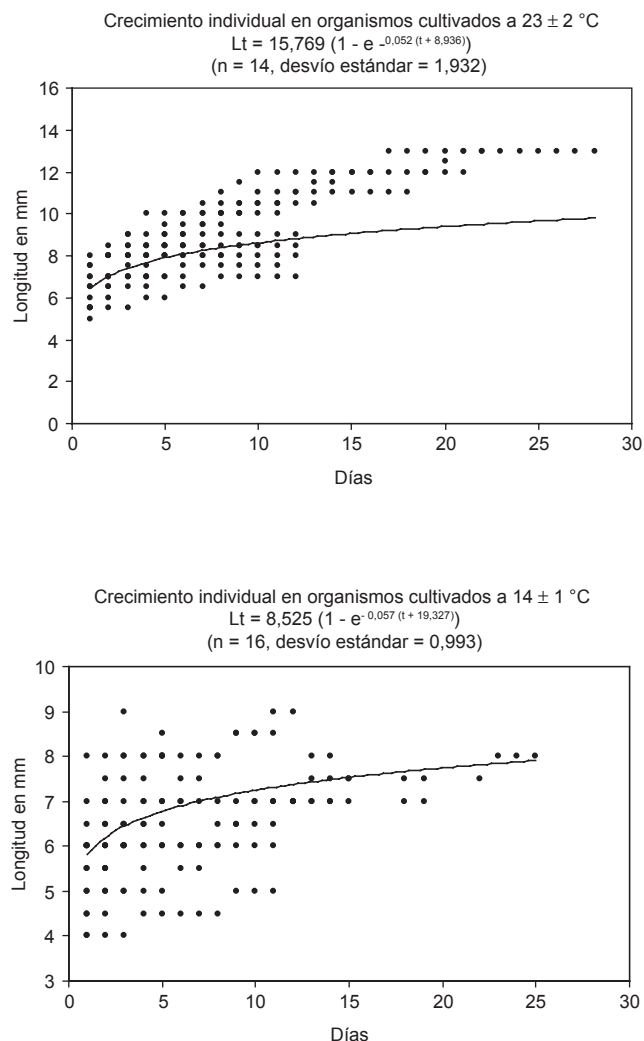 Crecimiento individual en organismos cultivados a 23 ± 2 °C
Lt = 15,769 (1 - e -0,052 (t + 8,936))
(n = 14, desvío estándar = 1,932)
16
14
12
10
8
6
4
2
0
Longitud en mm
0 5 10 15 20 25 30
Días
Crecimiento individual en organismos cultivados a 14 ± 1 °C
Lt = 8,525 (1 - e- 0,057 (t + 19,327))
(n = 16, desvío estándar = 0,993)
10
9
8
7
6
5
4
3
Longitud en mm
0 5 10 15 20 25 30
Días